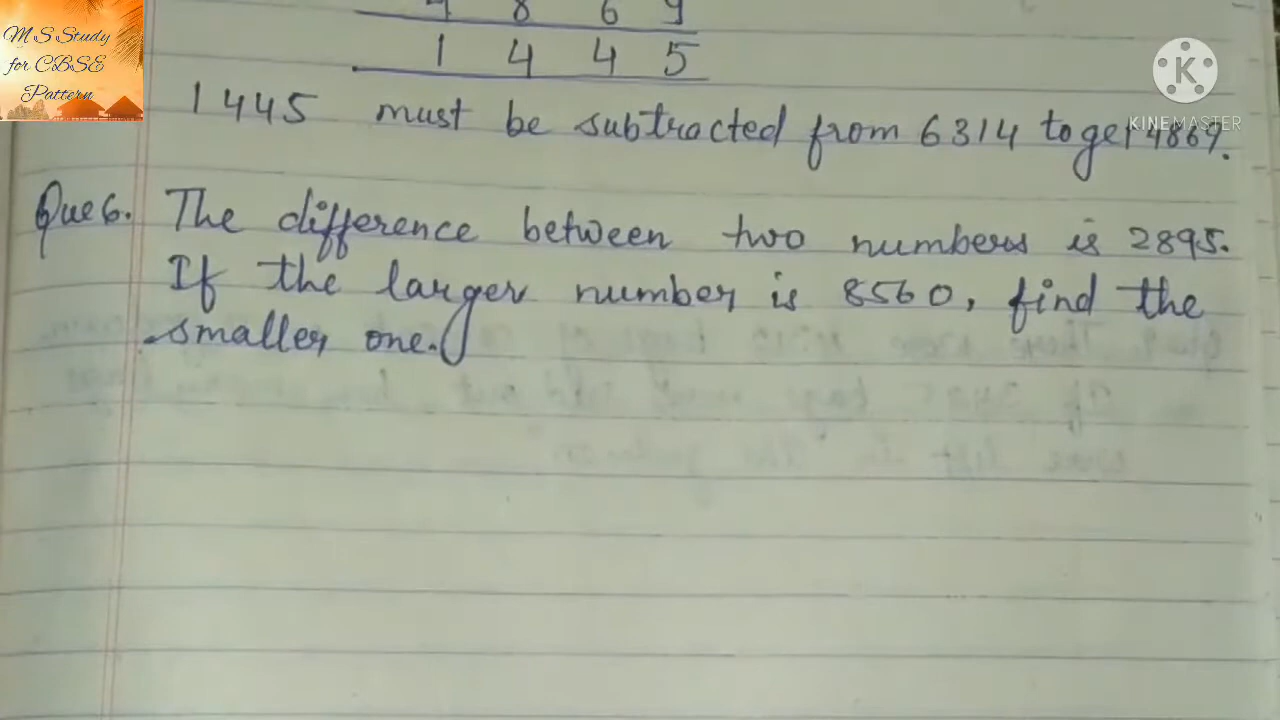 M S Study
for CBSE
Pattern
4 8 6 9
1 4 4 5
1445 must be subtracted from 6314 to get 4869.
KINEMASTER
Que 6. The difference between two numbers is 2895.
If the larger number is 8560, find the
smaller one.